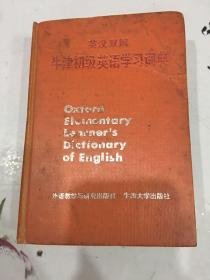 英汉双解
牛津初级英语学习词典
Oxford
Elementary
Learner's
Dictionary
of English
外语教学与研究出版社 牛津大学出版社